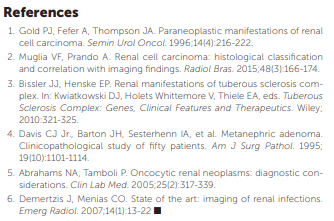 References
1. Gold PJ, Fefer A, Thompson JA. Paraneoplastic manifestations of renal
cell carcinoma. Semin Urol Oncol. 1996;14(4):216-222.
2. Muglia VF, Prando A. Renal cell carcinoma: histological classification
and correlation with imaging findings. Radiol Bras. 2015;48(3):166-174.
3. Bissler JJ, Henske EP. Renal manifestations of tuberous sclerosis com-
plex. In: Kwiatkowski DJ, Holets Whittemore V, Thiele EA, eds. Tuberous
Sclerosis Complex: Genes, Clinical Features and Therapeutics. Wiley;
2010:321-325.
4. Davis CJ Jr., Barton JH, Sesterhenn IA, et al. Metanephric adenoma.
Clinicopathological study of fifty patients. Am J Surg Pathol. 1995;
19(10):1101-1114.
5. Abrahams NA, Tamboli P. Oncocytic renal neoplasms: diagnostic con-
siderations. Clin Lab Med. 2005;25(2):317-339.
6. Demertzis J, Menias CO. State of the art: imaging of renal infections.
Emerg Radiol. 2007;14(1):13-22 ■